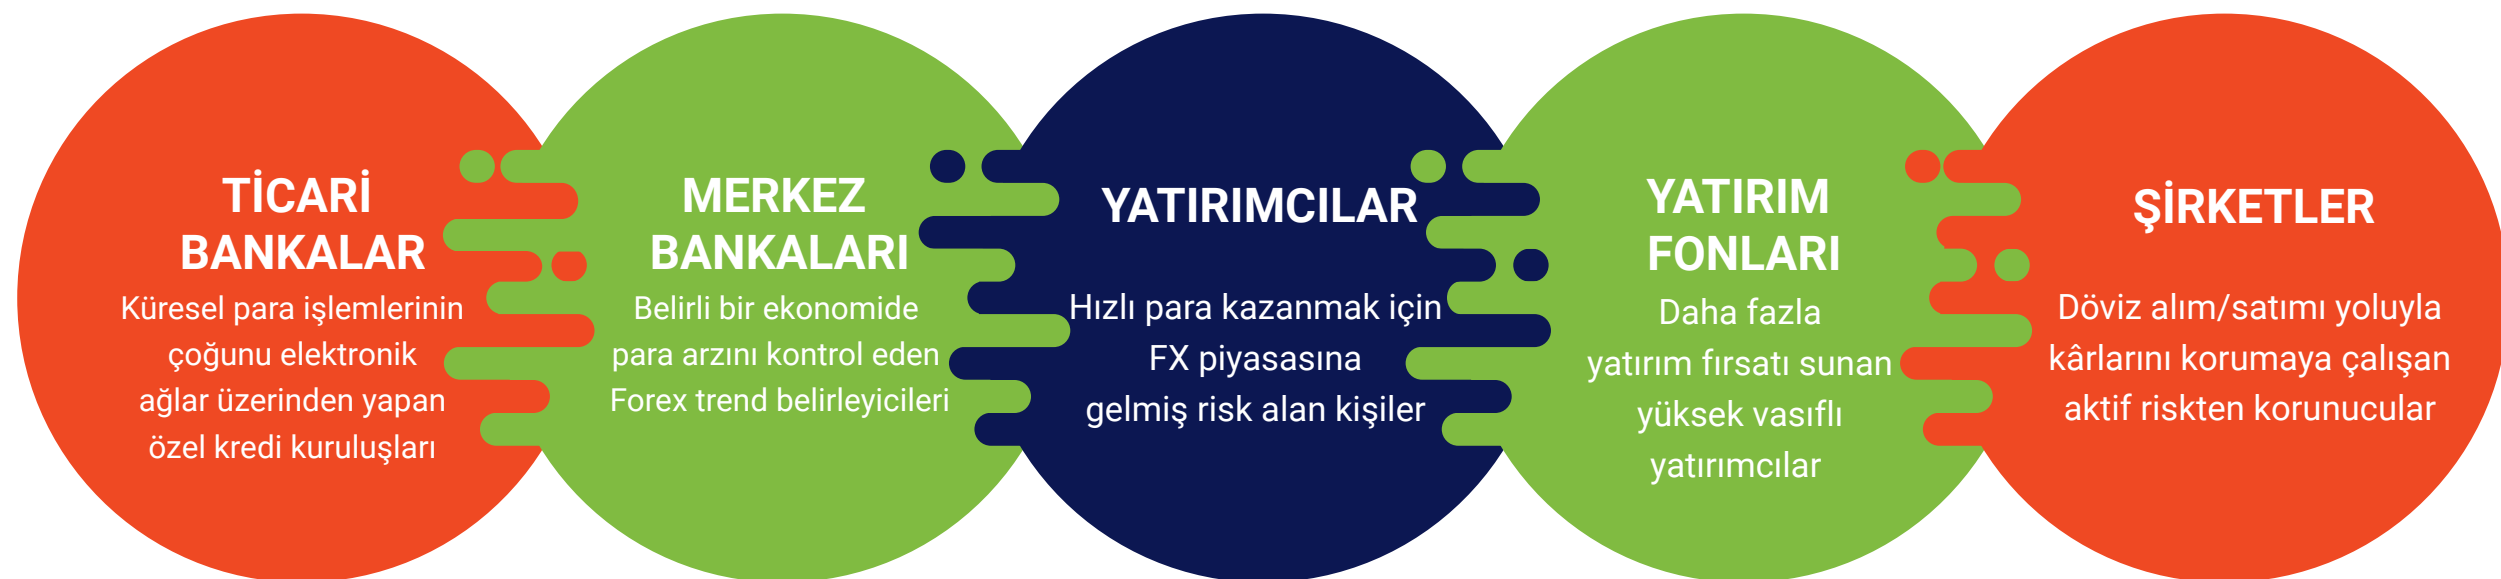 TİCARİ
BANKALAR
Küresel para işlemlerinin
çoğunu elektronik
ağlar üzerinden yapan
özel kredi kuruluşları
MERKEZ
BANKALARI
Belirli bir ekonomide
para arzını kontrol eden
Forex trend belirleyicileri
YATIRIMCILAR
Hızlı para kazanmak için
FX piyasasına
gelmiş risk alan kişiler
YATIRIM
FONLARI
Daha fazla
yatırım fırsatı sunan
yüksek vasıflı
yatırımcılar
ŞİRKETLER
Döviz alım/satımı yoluyla
kârlarını korumaya çalışan
aktif riskten korunucular